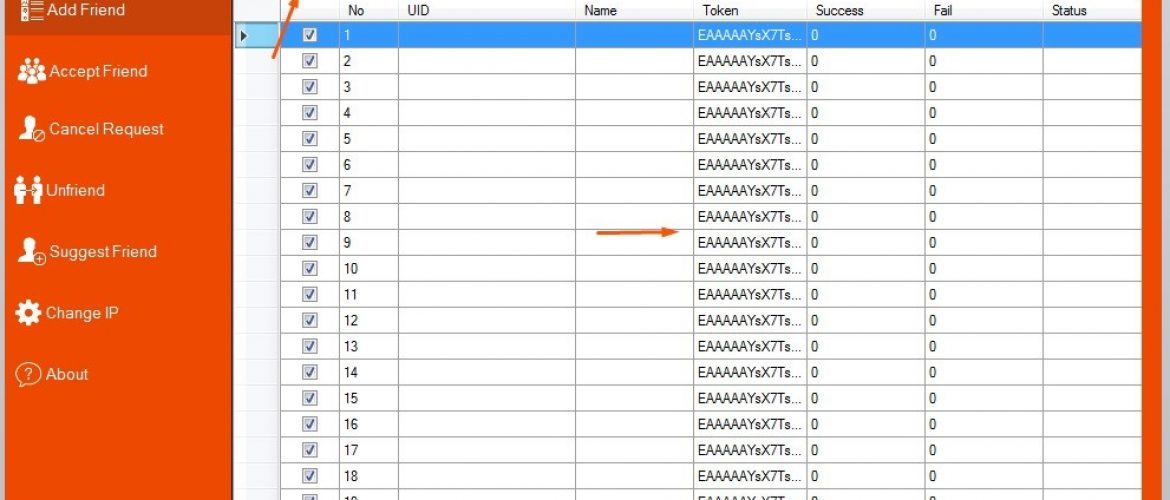 Add Friend
Accept Friend
Cancel Request
Unfriend
Suggest Friend
Change IP
About
No UID Name Token Success Fail Status
1 EAAAAAYsX7Ts... 0 0
2 EAAAAAYsX7Ts... 0 0
3 EAAAAAYsX7Ts... 0 0
4 EAAAAAYsX7Ts... 0 0
5 EAAAAAYsX7Ts... 0 0
6 EAAAAAYsX7Ts... 0 0
7 EAAAAAYsX7Ts... 0 0
8 EAAAAAYsX7Ts... 0 0
9 EAAAAAYsX7Ts... 0 0
10 EAAAAAYsX7Ts... 0 0
11 EAAAAAYsX7Ts... 0 0
12 EAAAAAYsX7Ts... 0 0
13 EAAAAAYsX7Ts... 0 0
14 EAAAAAYsX7Ts... 0 0
15 EAAAAAYsX7Ts... 0 0
16 EAAAAAYsX7Ts... 0 0
17 EAAAAAYsX7Ts... 0 0
18 EAAAAAYsX7Ts... 0 0